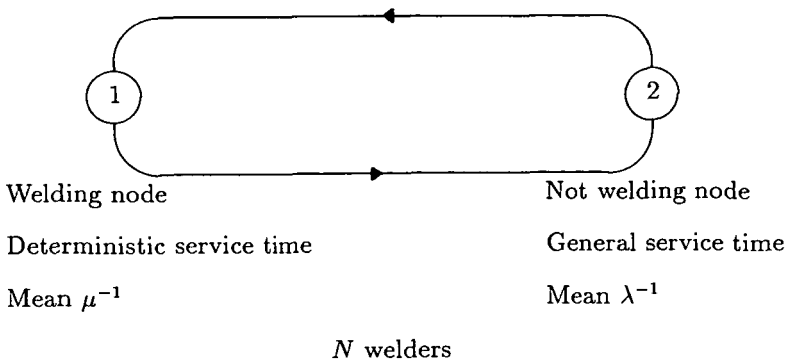 1
2
Welding node
Not welding node
Deterministic service time
General service time
Mean μ⁻¹
Mean λ⁻¹
N welders